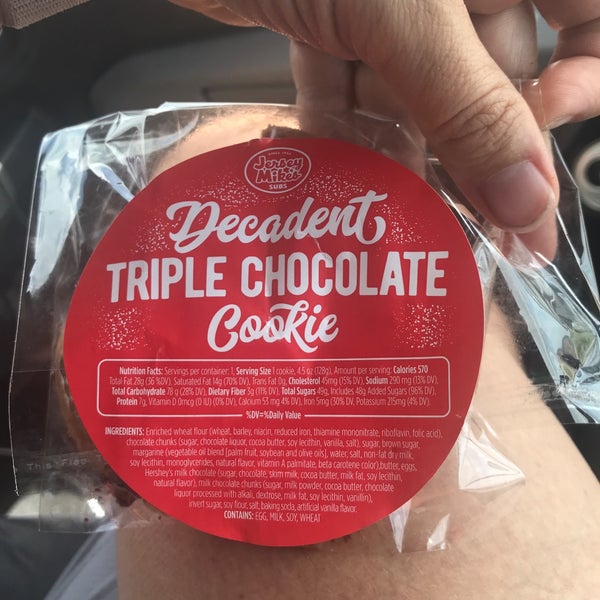 SINCE 1956
Jersey
Mike's
SUBS
Decadent
TRIPLE CHOCOLATE
Cookie
Nutrition Facts: Servings per container: 1, Serving Size 1 cookie, 4.5 oz (128g), Amount per serving: Calories 570
Total Fat 28g (36 %DV), Saturated Fat 14g (70% DV), Trans Fat 0g, Cholesterol 45mg (15% DV), Sodium 290 mg (13% DV),
Total Carbohydrate 78 g (28% DV), Dietary Fiber 3g (11% DV), Total Sugars 49g, Includes 48g Added Sugars (96% DV),
Protein 7g, Vitamin D 0mcg (0 IU) (0% DV), Calcium 53 mg 4% DV), Iron 5mg (30% DV), Potassium 215mg (4% DV).
%DV=%Daily Value
INGREDIENTS: Enriched wheat flour (wheat, barley, niacin, reduced iron, thiamine mononitrate, riboflavin, folic acid),
chocolate chunks (sugar, chocolate liquor, cocoa butter, soy lecithin, vanilla, salt), sugar, brown sugar,
margarine (vegetable oil blend [palm fruit, soybean and olive oils], water, salt, non-fat dry milk,
soy lecithin, monoglycerides, natural flavor, vitamin A palmitate, beta carotene color),butter, eggs,
Hershey's milk chocolate (sugar, chocolate, skim milk, cocoa butter, milk fat, soy lecithin,
natural flavor), milk chocolate chunks (sugar, milk powder, cocoa butter, chocolate
liquor processed with alkali, dextrose, milk fat, soy lecithin, vanillin),
invert sugar, soy flour, salt, baking soda, artificial vanilla flavor.
CONTAINS: EGG, MILK, SOY, WHEAT
This Flap